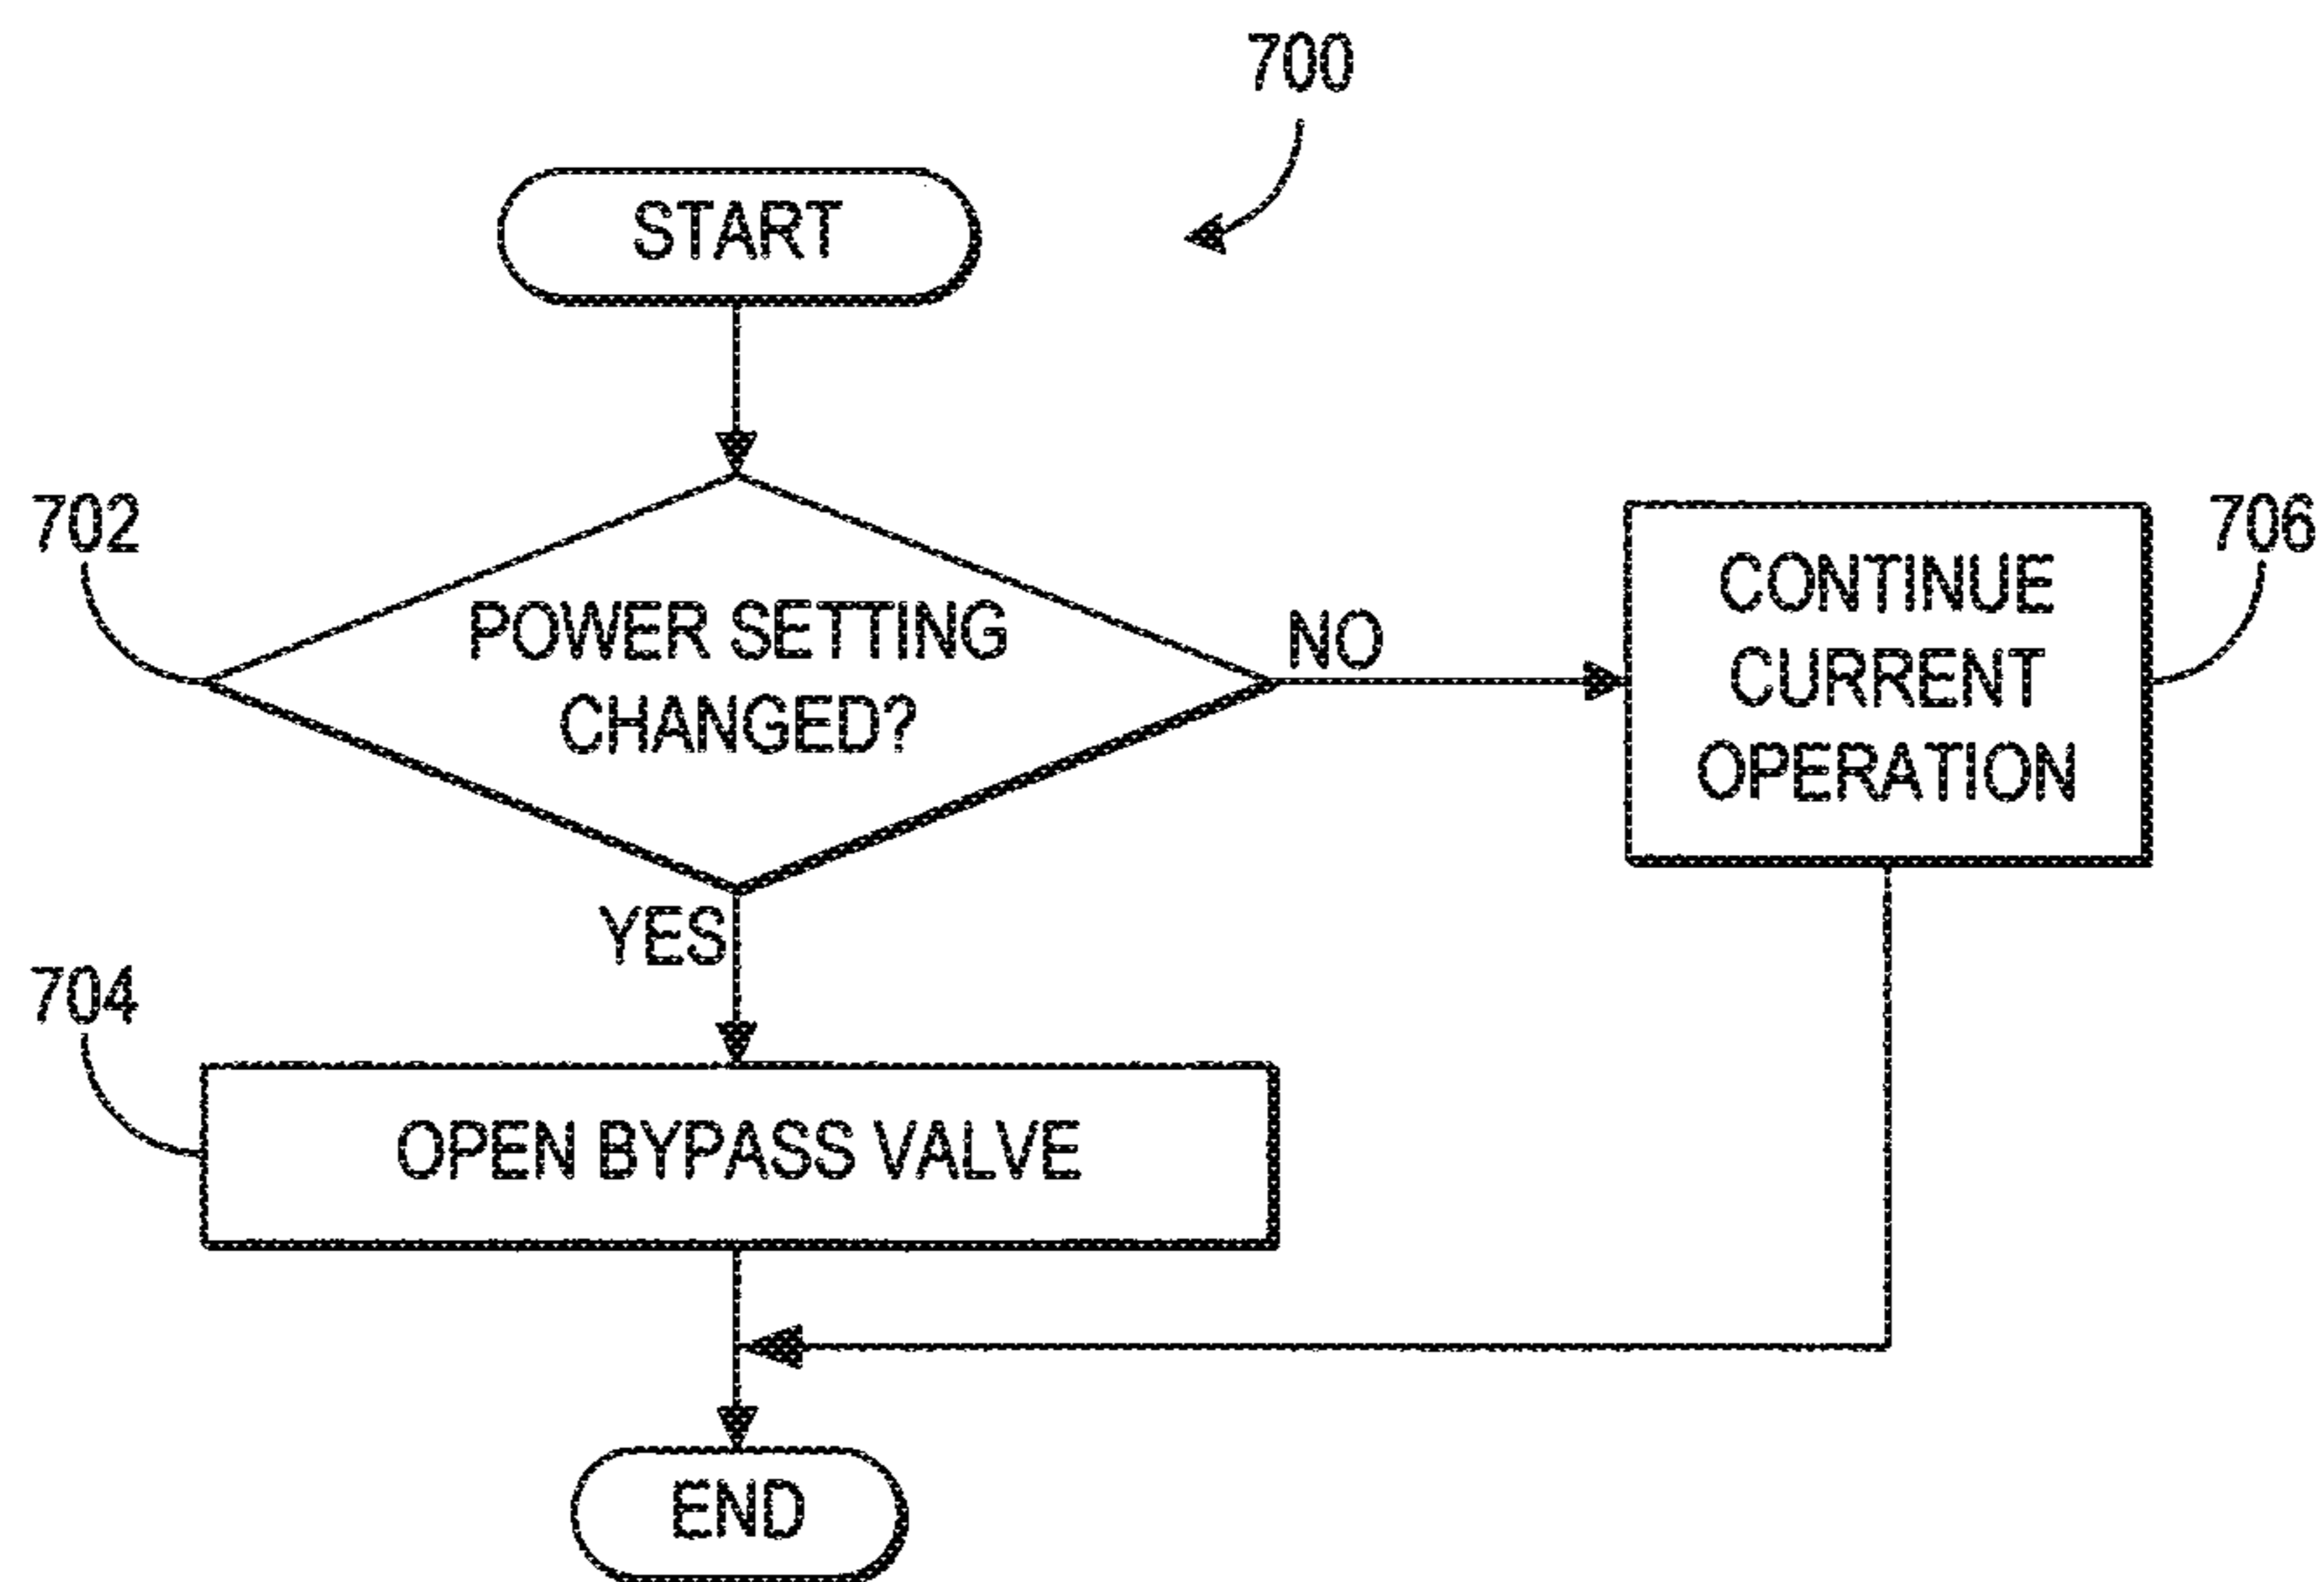 700
START
702
POWER SETTING
CHANGED?
NO
CONTINUE
CURRENT
OPERATION
706
YES
704
OPEN BYPASS VALVE
END